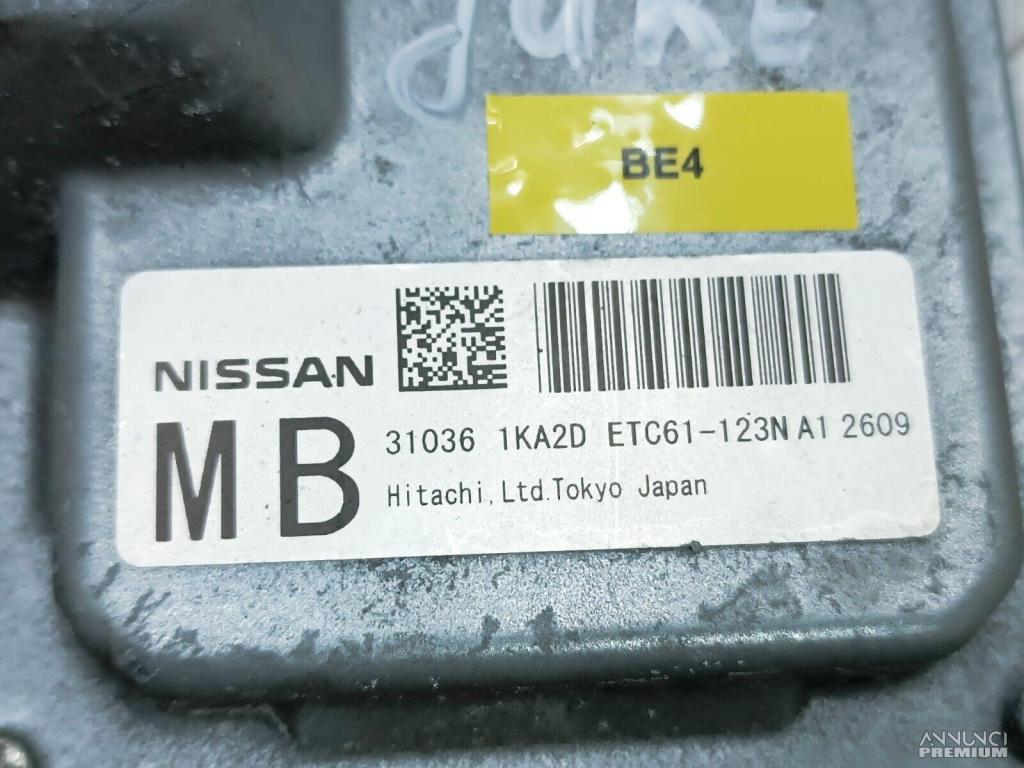 JUKE
BE4
NISSAN
MB
31036 1KA2D ETC61-123N A1 2609
Hitachi, Ltd. Tokyo Japan
ANNUNCI
PREMIUM